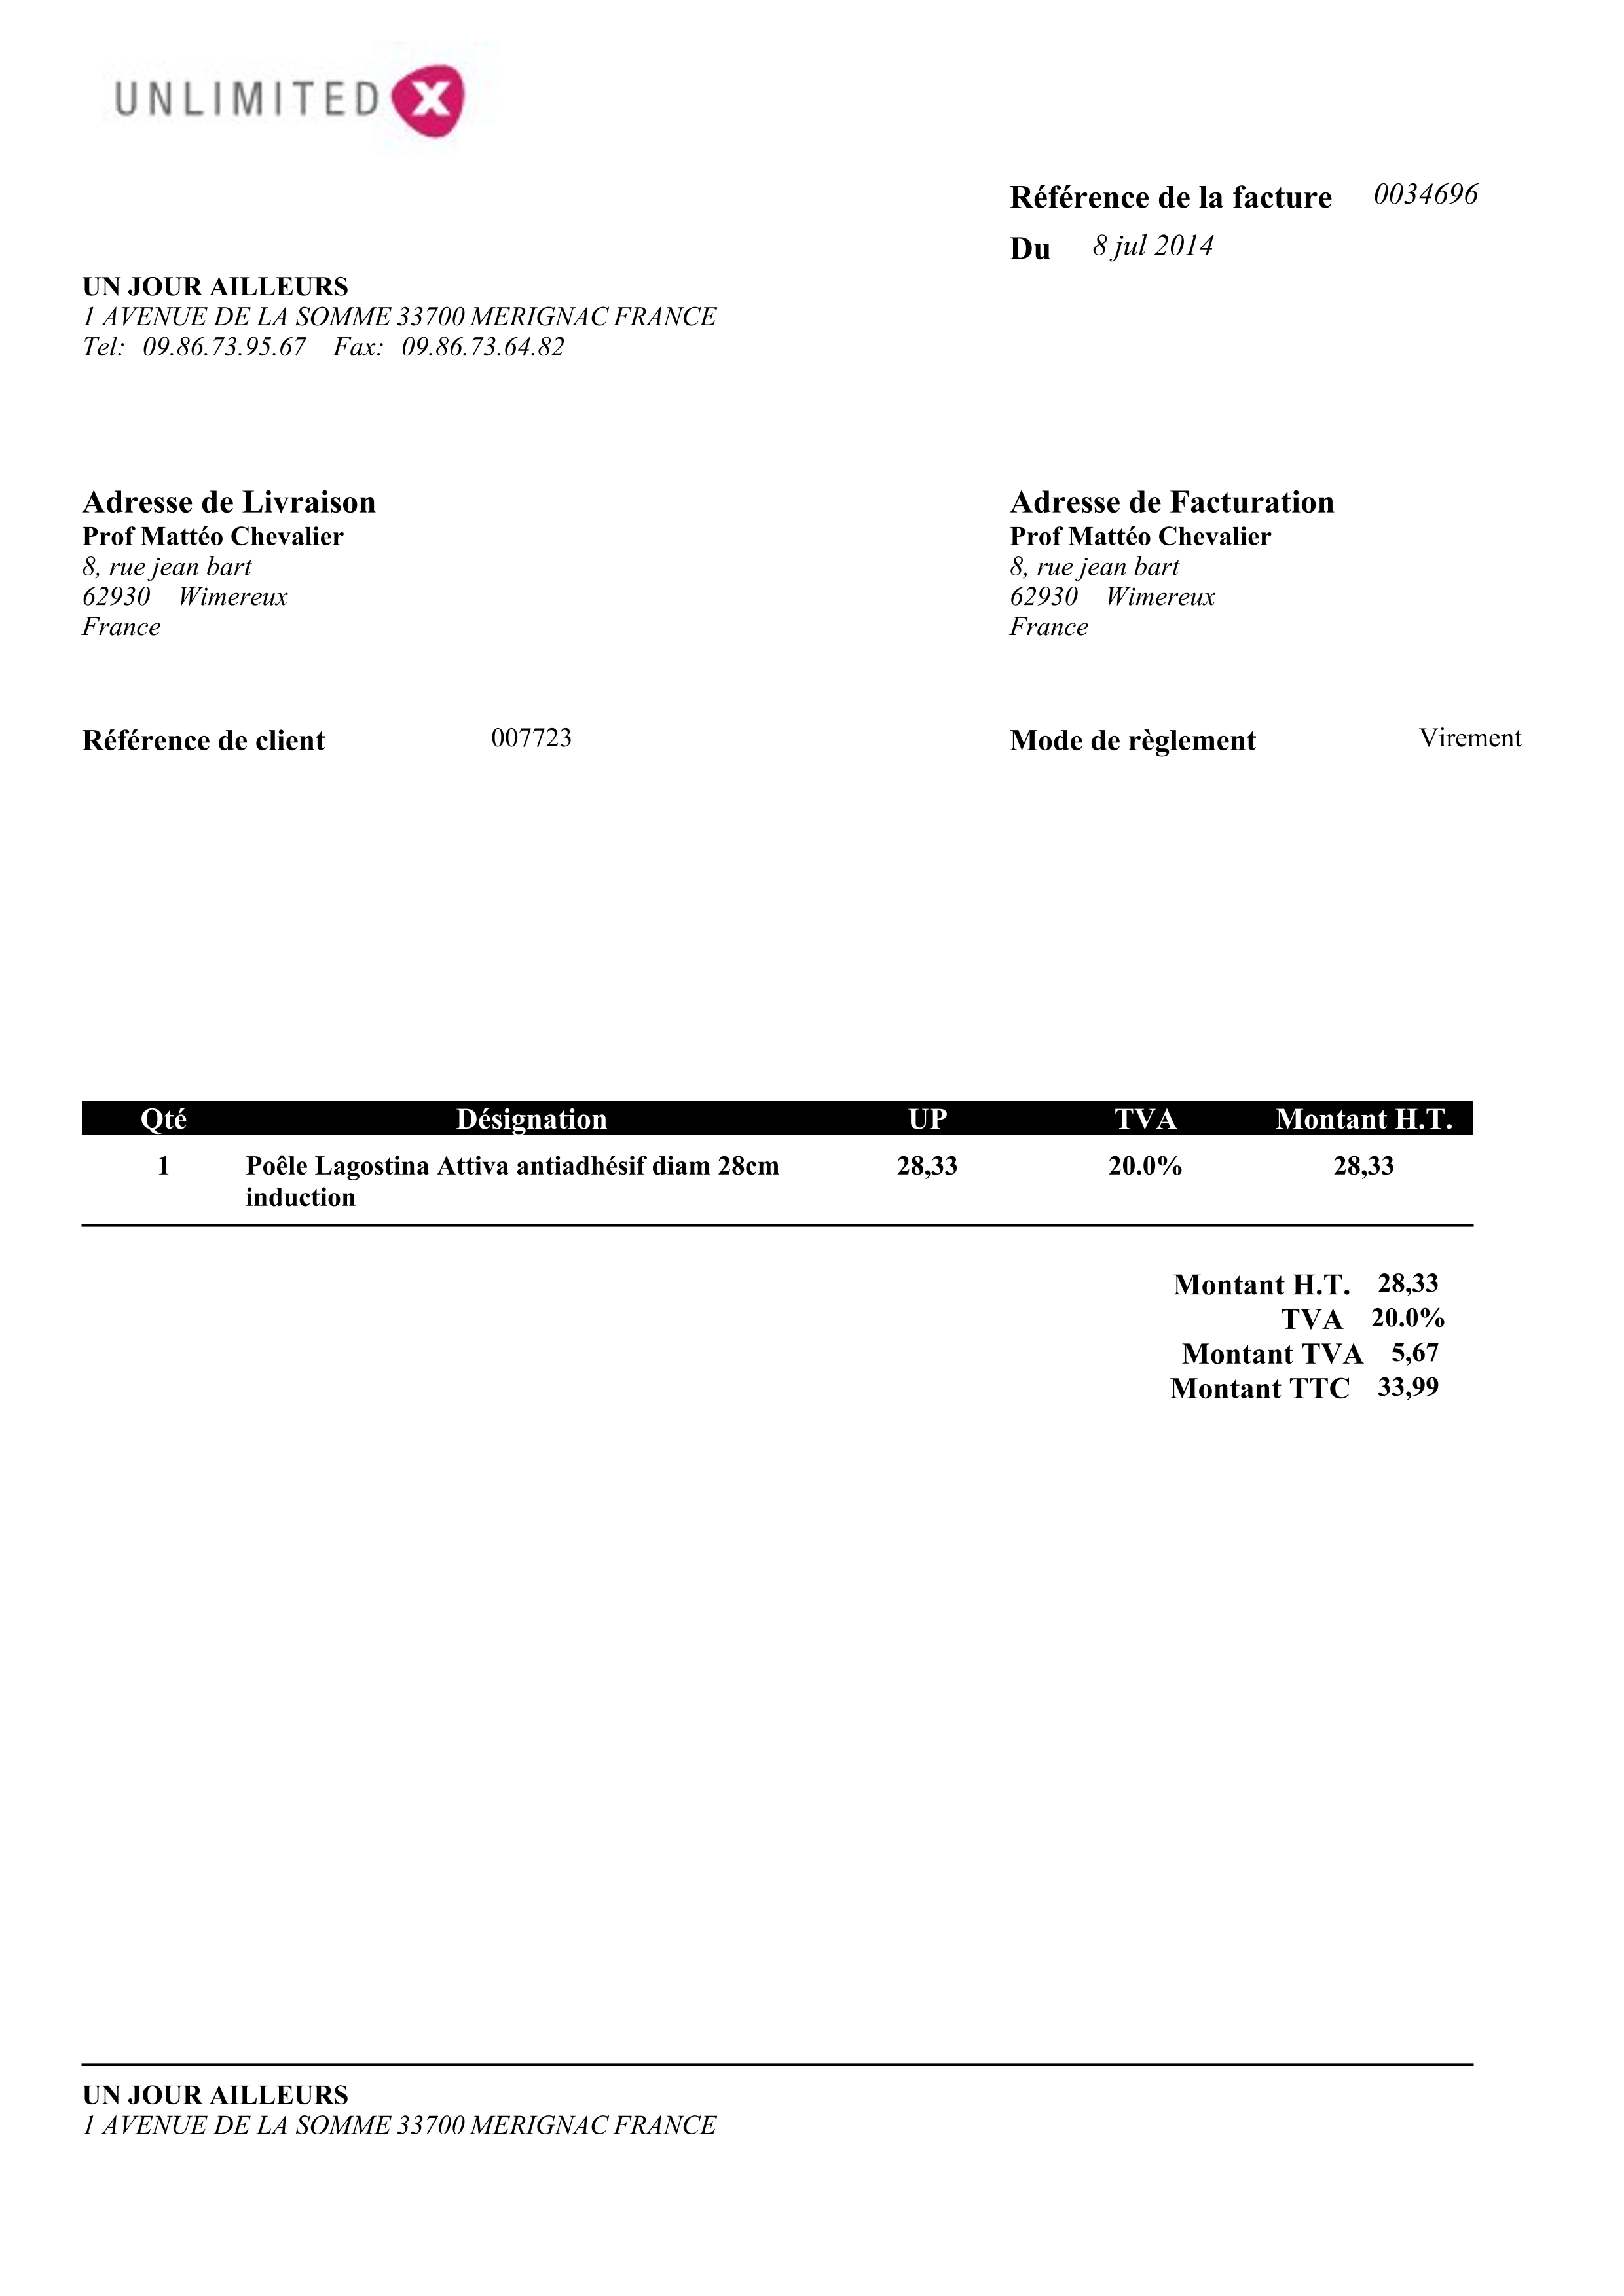 UNLIMITED X
Référence de la facture 0034696
Du 8 jul 2014
UN JOUR AILLEURS
1 AVENUE DE LA SOMME 33700 MERIGNAC FRANCE
Tel: 09.86.73.95.67 Fax: 09.86.73.64.82
Adresse de Livraison
Prof Mattéo Chevalier
8, rue jean bart
62930 Wimereux
France
Adresse de Facturation
Prof Mattéo Chevalier
8, rue jean bart
62930 Wimereux
France
Référence de client 007723
Mode de règlement Virement
Qté Désignation UP TVA Montant H.T.
1 Poêle Lagostina Attiva antiadhésif diam 28cm 28,33 20.0% 28,33
induction
Montant H.T. 28,33
TVA 20.0%
Montant TVA 5,67
Montant TTC 33,99
UN JOUR AILLEURS
1 AVENUE DE LA SOMME 33700 MERIGNAC FRANCE